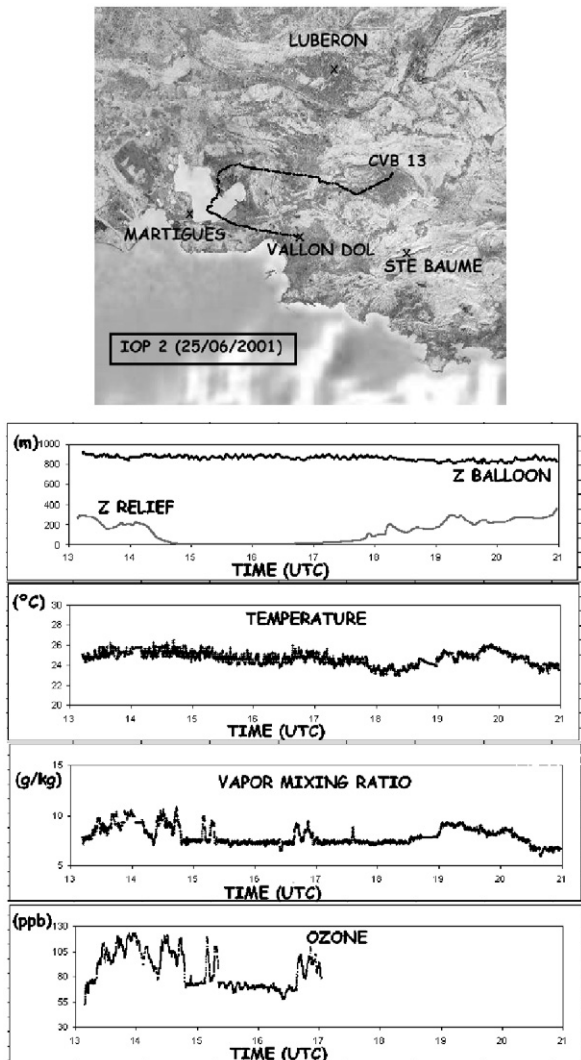 LUBERON
CVB 13
MARTIGUES
VALLON DOL
STE BAUME
IOP 2 (25/06/2001)
(m)
1000
800
600
400
200
0
Z BALLOON
Z RELIEF
13 14 15 16 17 18 19 20 21
TIME (UTC)
(°C)
30
28
26
24
22
20
TEMPERATURE
13 14 15 16 17 18 19 20 21
TIME (UTC)
(g/kg)
15
10
5
VAPOR MIXING RATIO
13 14 15 16 17 18 19 20 21
TIME (UTC)
(ppb)
130
105
80
55
30
OZONE
13 14 15 16 17 18 19 20 21
TIME (UTC)